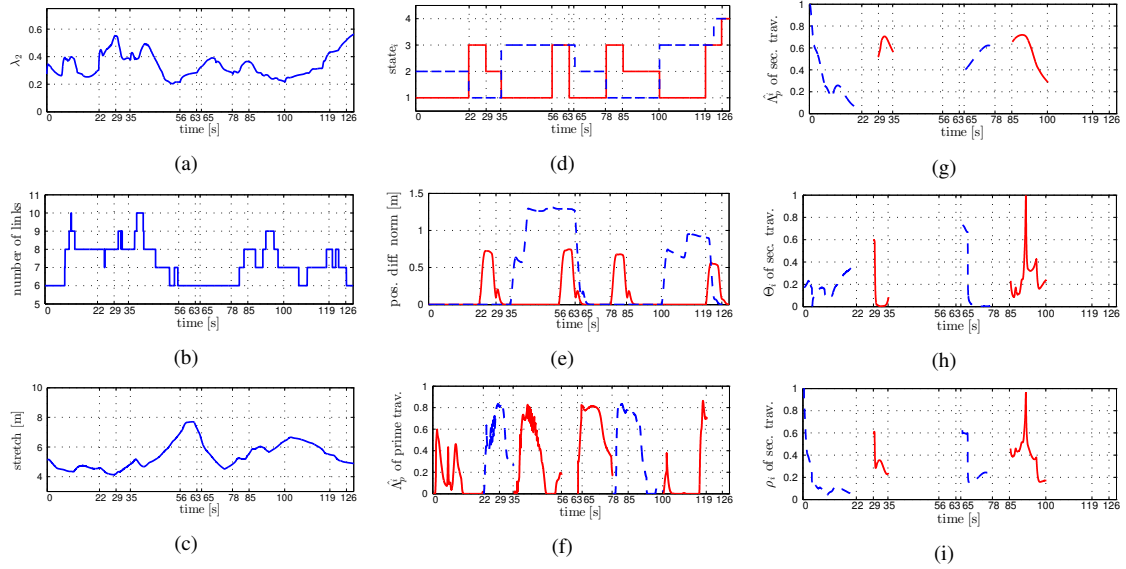 λ₂
0.6
0.4
0.2
0
0 22 29 35 56 63 65 78 85 100 119 126
time [s]
(a)
state_i
4
3
2
1
0 22 29 35 56 63 65 78 85 100 119 126
time [s]
(d)
Λ̂ᵢₚ of sec. trav.
1
0.8
0.6
0.4
0.2
0
0 22 29 35 56 63 65 78 85 100 119 126
time [s]
(g)
number of links
11
10
9
8
7
6
5
0 22 29 35 56 63 65 78 85 100 119 126
time [s]
(b)
pos. diff. norm [m]
1.5
1
0.5
0
0 22 29 35 56 63 65 78 85 100 119 126
time [s]
(e)
Θᵢ of sec. trav.
1
0.8
0.6
0.4
0.2
0
0 22 29 35 56 63 65 78 85 100 119 126
time [s]
(h)
stretch [m]
10
8
6
4
0 22 29 35 56 63 65 78 85 100 119 126
time [s]
(c)
Λ̂ᵢₚ of prime trav.
1
0.8
0.6
0.4
0.2
0
0 22 29 35 56 63 65 78 85 100 119 126
time [s]
(f)
ρᵢ of sec. trav.
1
0.8
0.6
0.4
0.2
0
0 22 29 35 56 63 65 78 85 100 119 126
time [s]
(i)